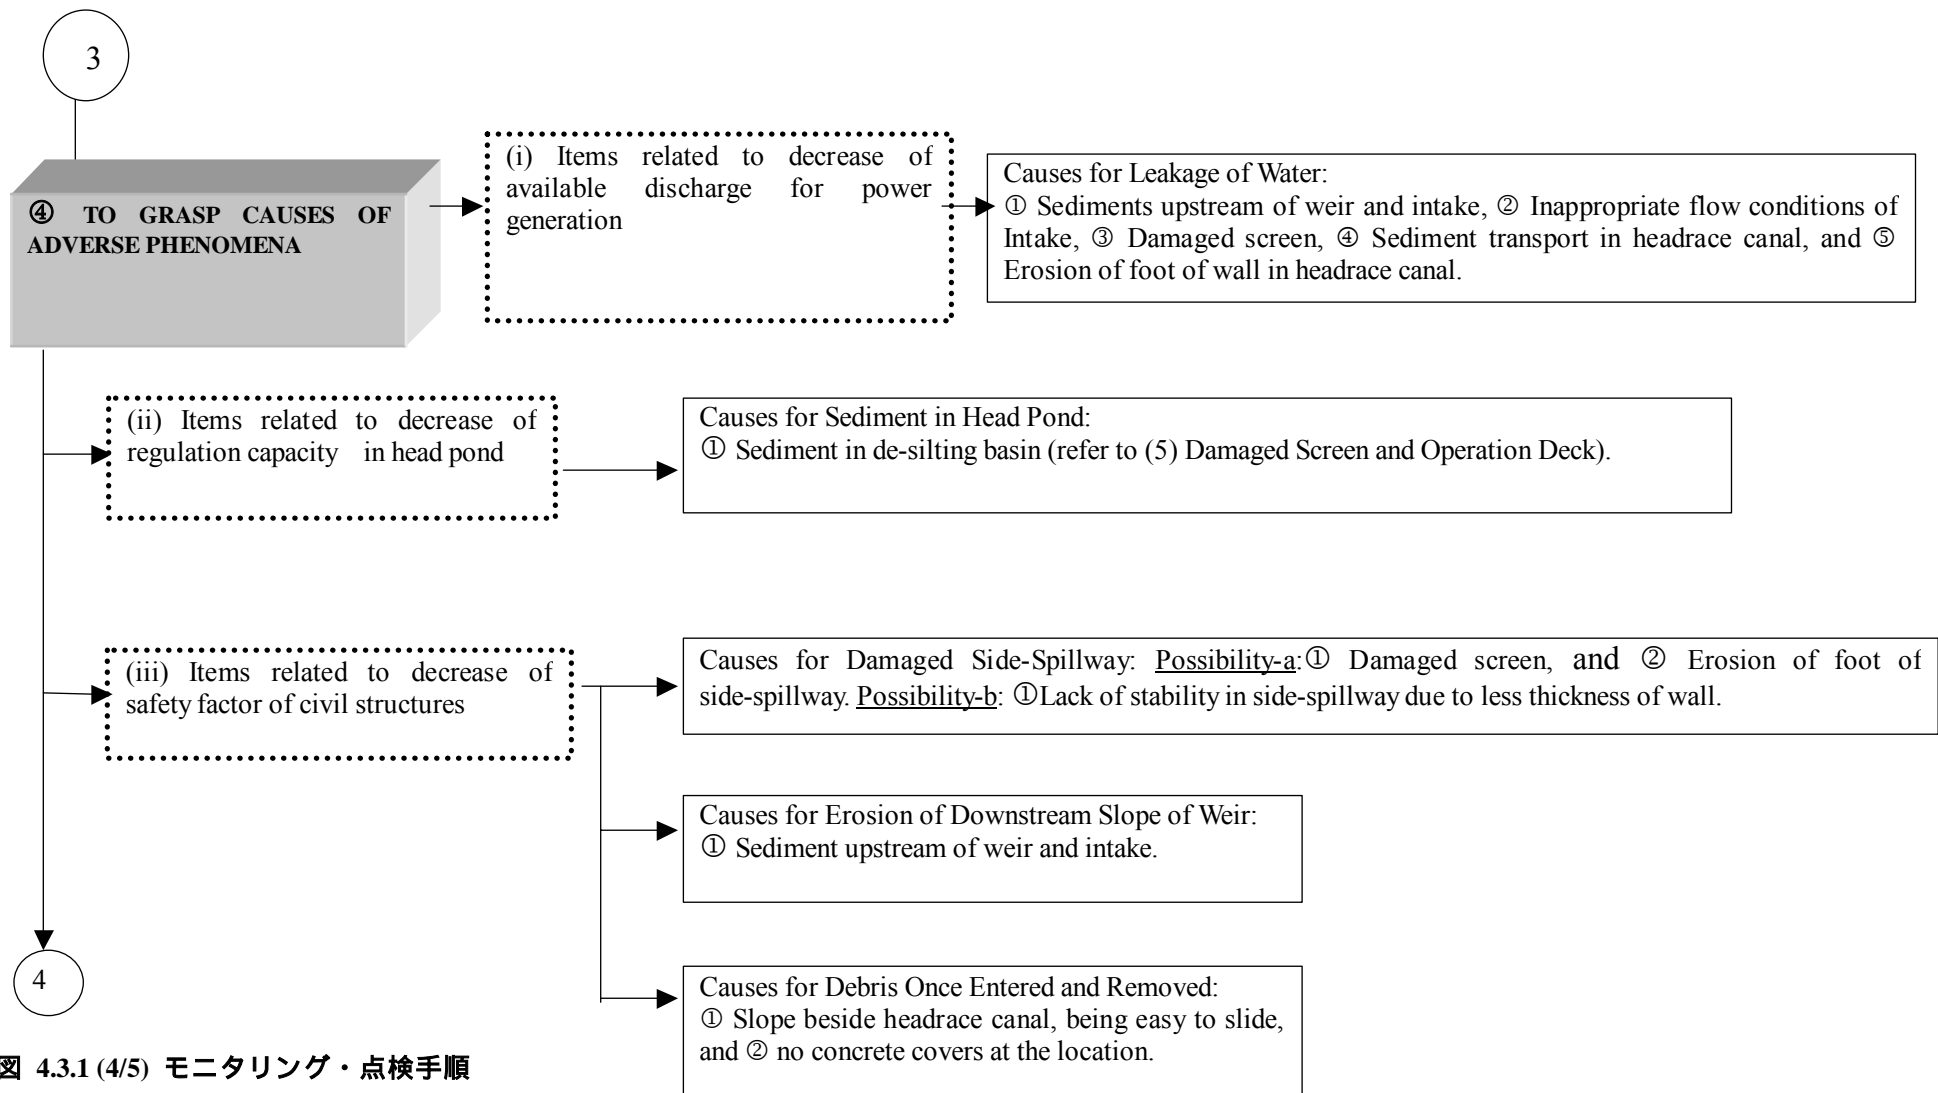 3
④ TO GRASP CAUSES OF
ADVERSE PHENOMENA
(i) Items related to decrease of
available discharge for power
generation
Causes for Leakage of Water:
① Sediments upstream of weir and intake, ② Inappropriate flow conditions of
Intake, ③ Damaged screen, ④ Sediment transport in headrace canal, and ⑤
Erosion of foot of wall in headrace canal.
(ii) Items related to decrease of
regulation capacity in head pond
Causes for Sediment in Head Pond:
① Sediment in de-silting basin (refer to (5) Damaged Screen and Operation Deck).
(iii) Items related to decrease of
safety factor of civil structures
Causes for Damaged Side-Spillway: Possibility-a:① Damaged screen, and ② Erosion of foot of
side-spillway. Possibility-b: ①Lack of stability in side-spillway due to less thickness of wall.
Causes for Erosion of Downstream Slope of Weir:
① Sediment upstream of weir and intake.
Causes for Debris Once Entered and Removed:
① Slope beside headrace canal, being easy to slide,
and ② no concrete covers at the location.
4
図 4.3.1 (4/5) モニタリング・点検手順